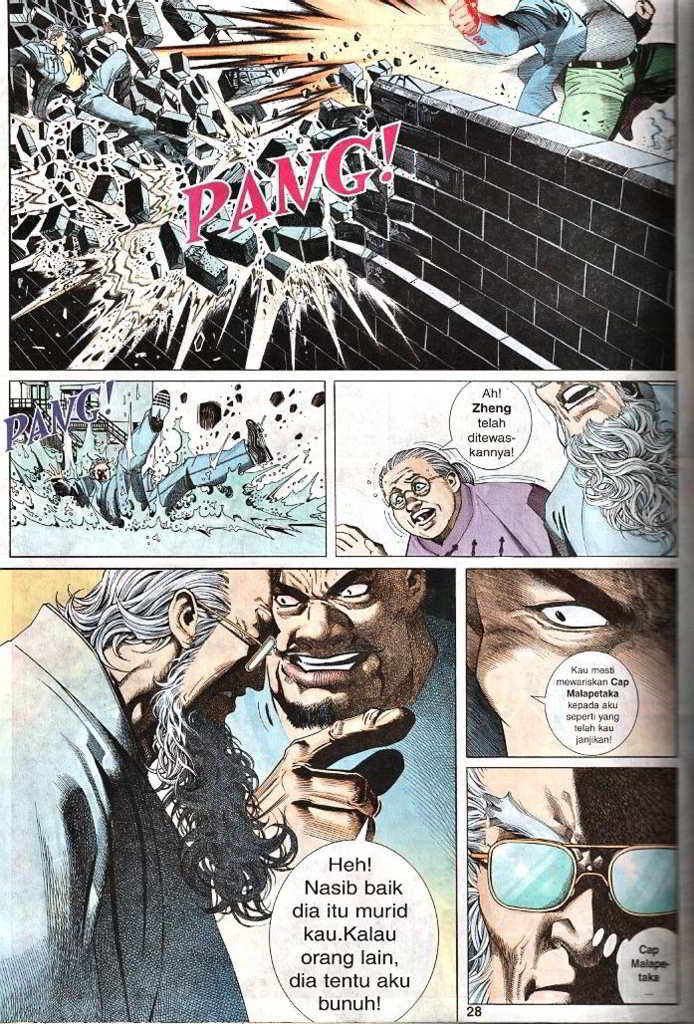 PANG!
PANG!
Ah!
Zheng
telah
ditewas-
kannya!
Heh!
Nasib baik
dia itu murid
kau.Kalau
orang lain,
dia tentu aku
bunuh!
Kau mesti
mewariskan Cap
Malapetaka
kepada aku
seperti yang
telah kau
janjikan!
Cap
Malape-
taka
...
28